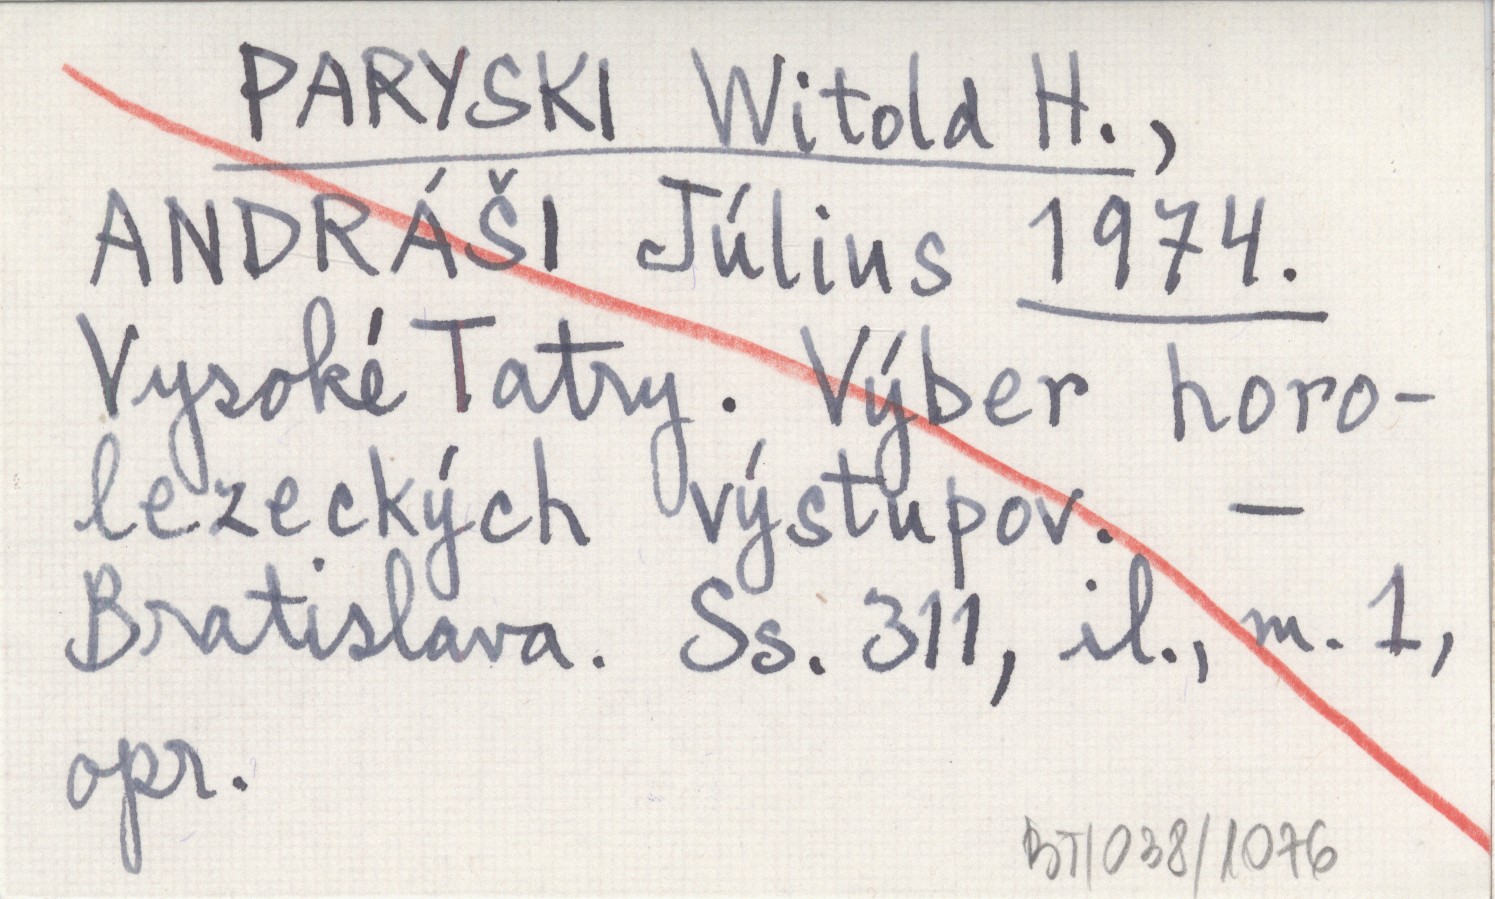 PARYSKI Witold H.,
ANDRÁŠI Július 1974.
Vysoké Tatry. Výber horo-
lezeckých výstupov. —
Bratislava. Ss. 311, il., m. 1,
opr.
BT/038/1076